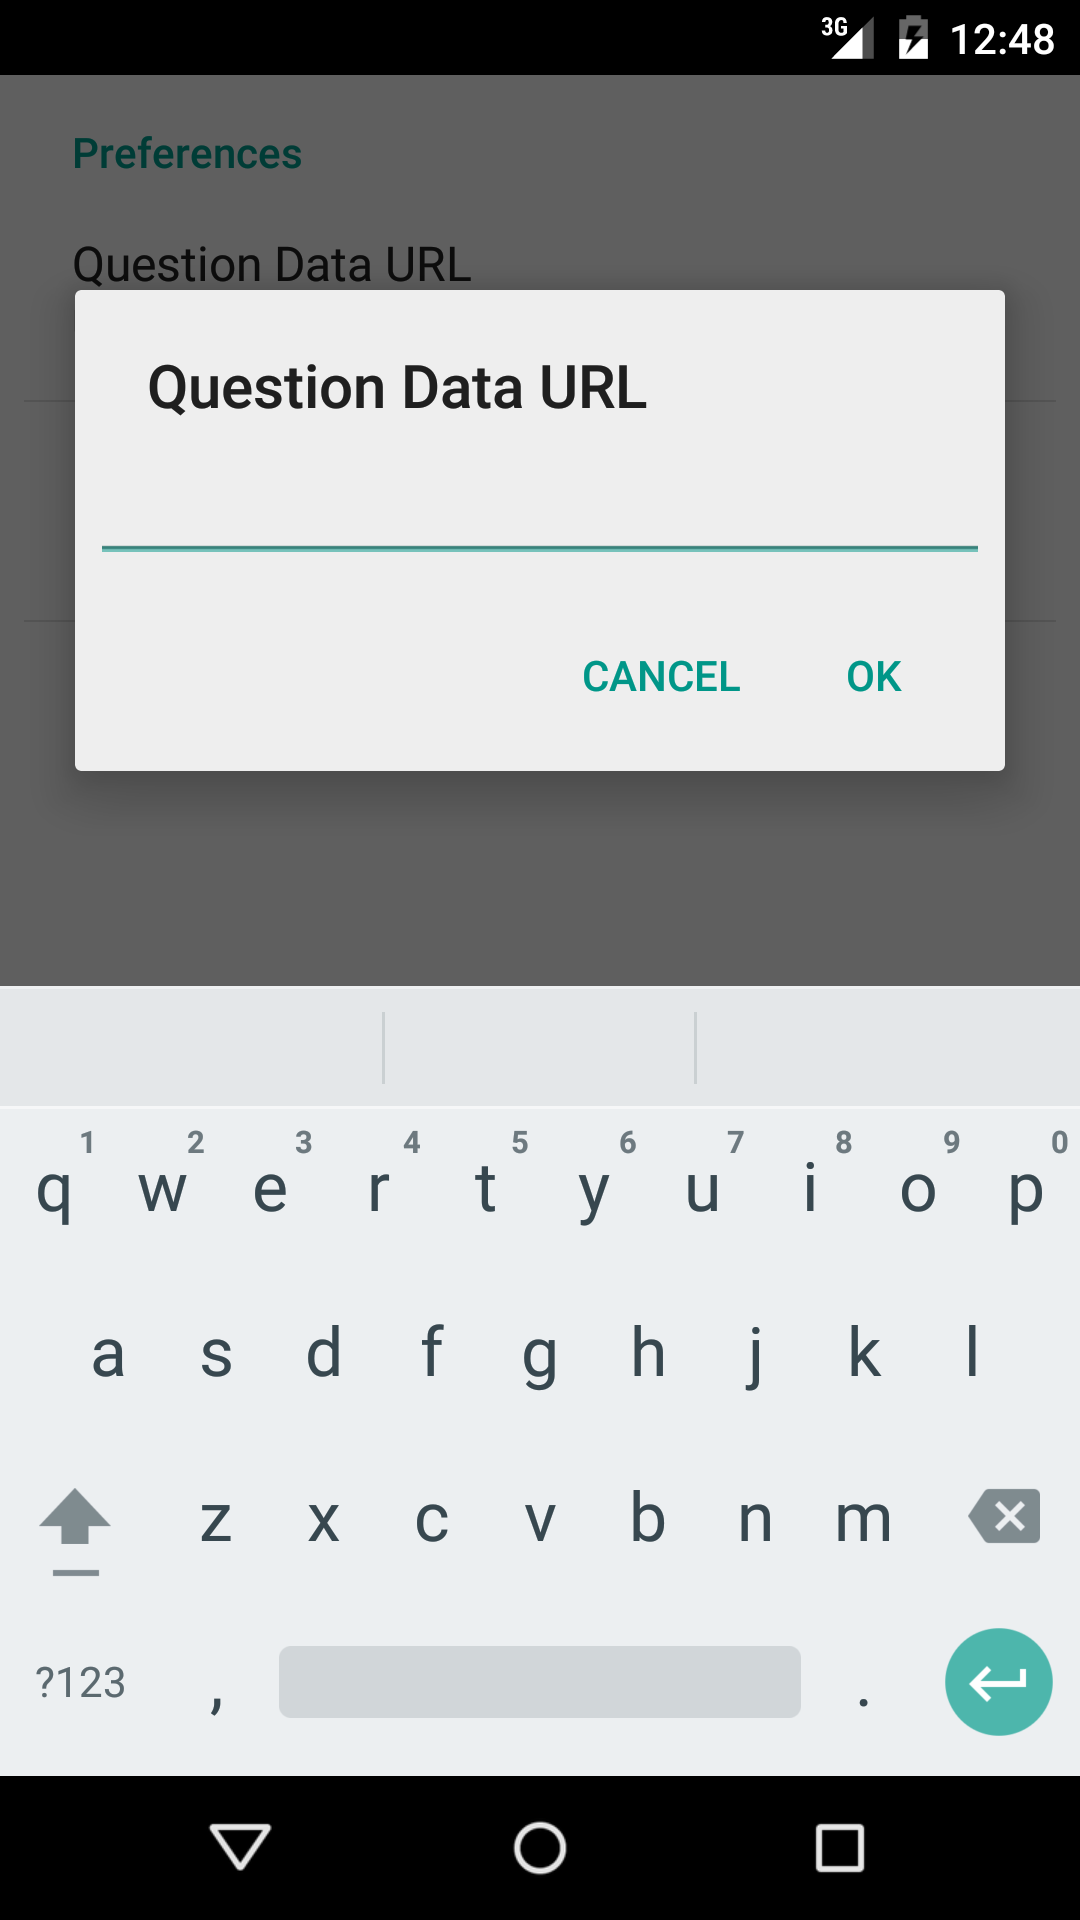 3G 12:48
Preferences
Question Data URL
Question Data URL
CANCEL OK
1 2 3 4 5 6 7 8 9 0
q w e r t y u i o p
a s d f g h j k l
z x c v b n m
?123 , .